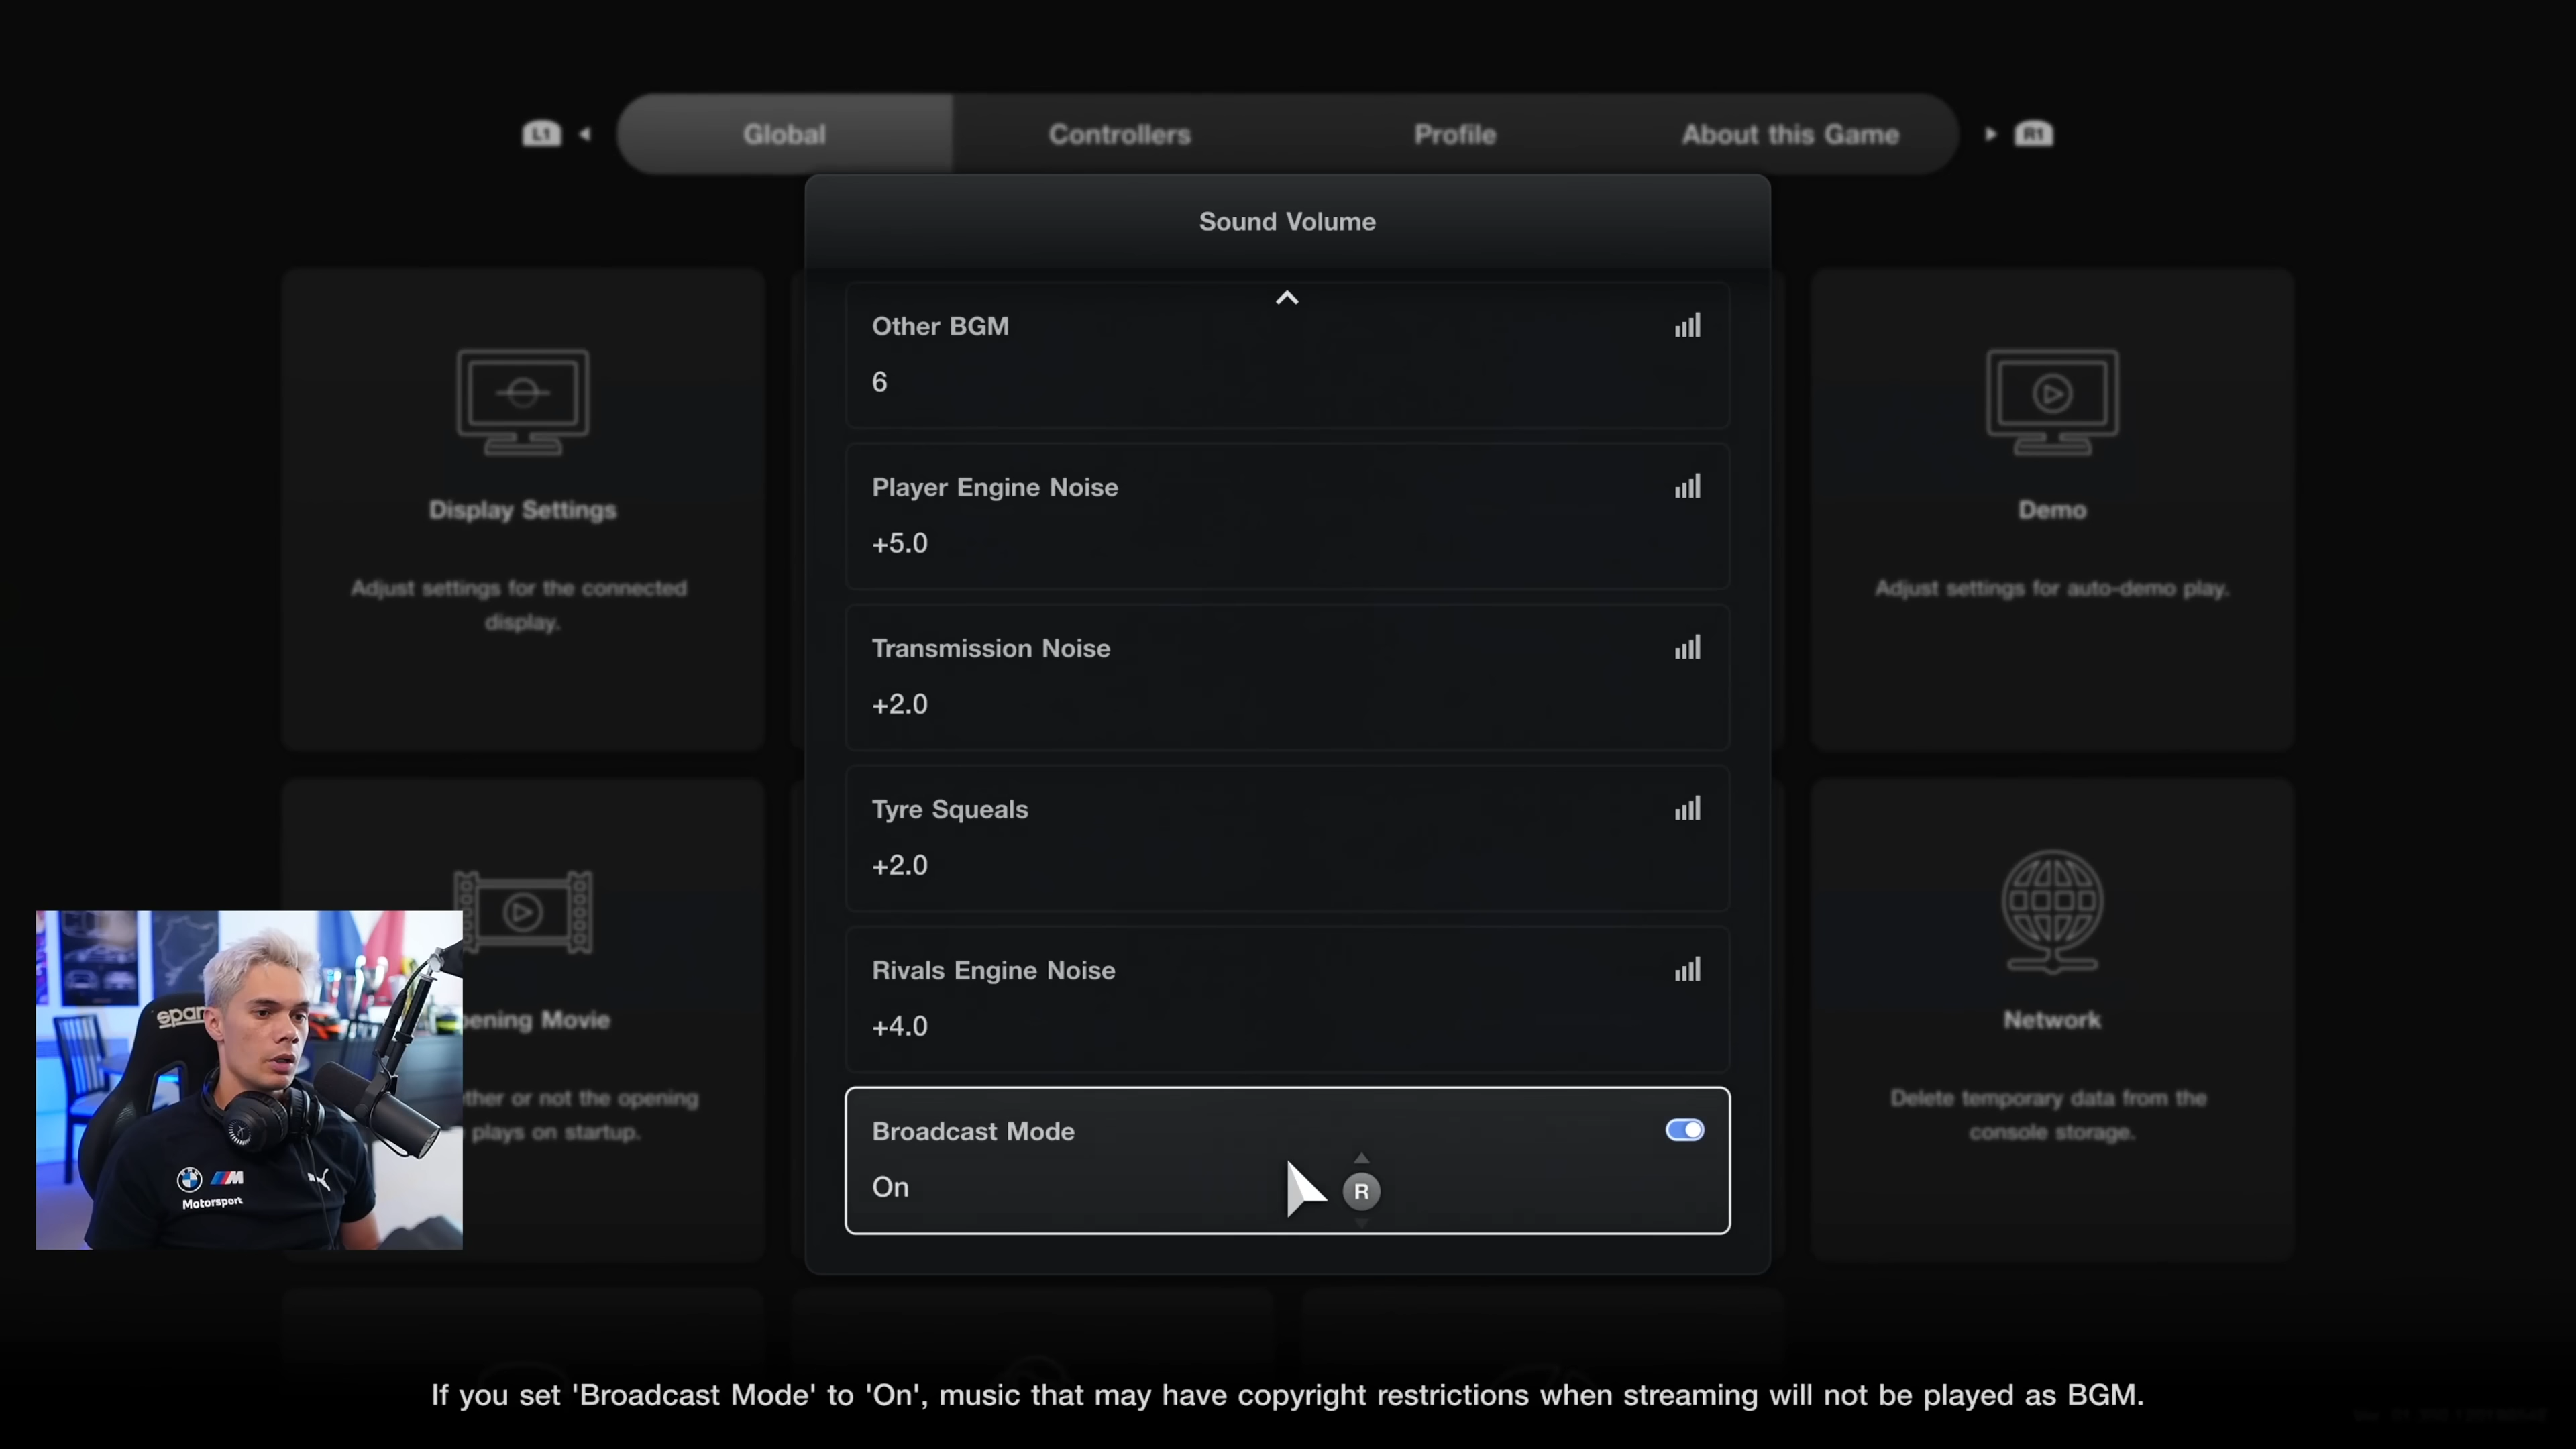 L1
Global
Controllers
Profile
About this Game
R1
Sound Volume
Other BGM
6
Player Engine Noise
+5.0
Transmission Noise
+2.0
Tyre Squeals
+2.0
Rivals Engine Noise
+4.0
Broadcast Mode
On
R
Display Settings
Adjust settings for the connected
display.
Demo
Adjust settings for auto-demo play.
pening Movie
ther or not the opening
plays on startup.
Network
Delete temporary data from the
console storage.
spar
BMW
M
Motorsport
If you set 'Broadcast Mode' to 'On', music that may have copyright restrictions when streaming will not be played as BGM.